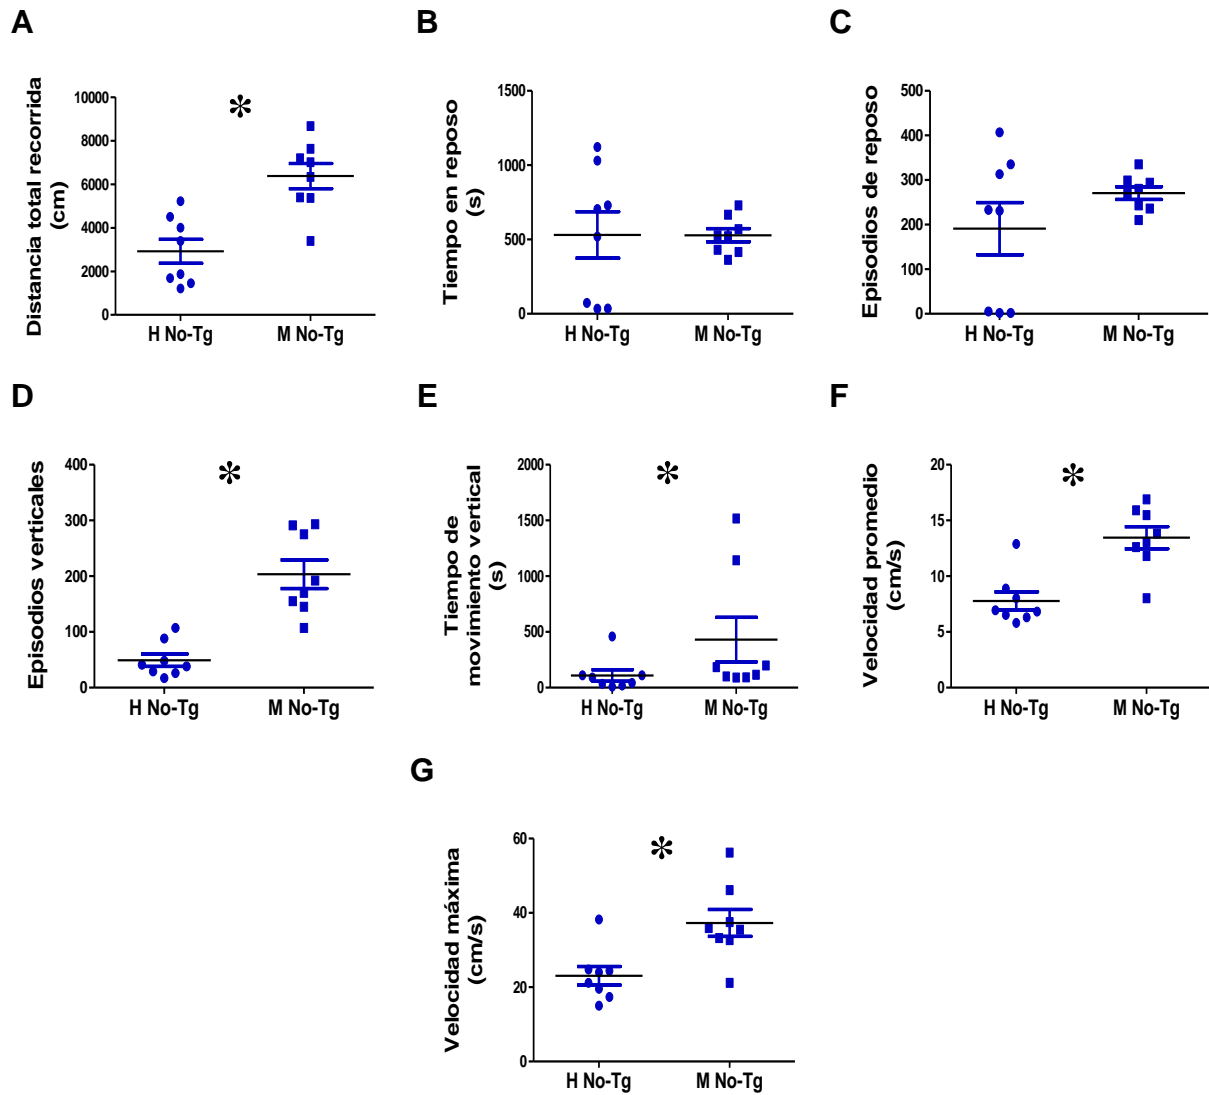 A
B
C
Distancia total recorrida
(cm)
10000
8000
6000
4000
2000
0
*
H No-Tg
M No-Tg
Tiempo en reposo
(s)
1500
1000
500
0
H No-Tg
M No-Tg
Episodios de reposo
500
400
300
200
100
0
H No-Tg
M No-Tg
D
E
F
Episodios verticales
400
300
200
100
0
*
H No-Tg
M No-Tg
Tiempo de
movimiento vertical
(s)
2000
1500
1000
500
0
*
H No-Tg
M No-Tg
Velocidad promedio
(cm/s)
20
15
10
5
0
*
H No-Tg
M No-Tg
G
Velocidad máxima
(cm/s)
60
40
20
0
*
H No-Tg
M No-Tg